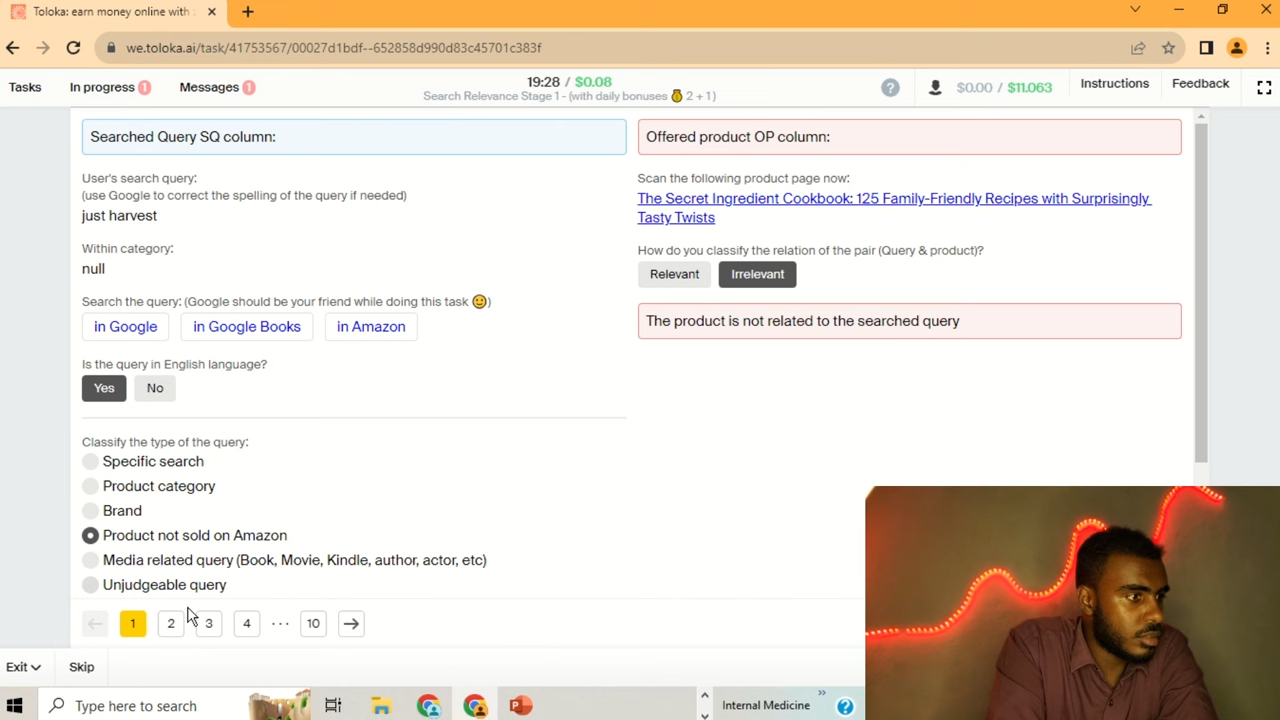 Toloka: earn money online with
we.toloka.ai/task/41753567/00027d1bdf--652858d990d83c45701c383f
Tasks
In progress 1
Messages 1
19:28 / $0.08
Search Relevance Stage 1 - (with daily bonuses 2 + 1)
?
$0.00 / $11.063
Instructions
Feedback
Searched Query SQ column:
User's search query:
(use Google to correct the spelling of the query if needed)
just harvest
Within category:
null
Search the query: (Google should be your friend while doing this task 🙂)
in Google
in Google Books
in Amazon
Is the query in English language?
Yes
No
Classify the type of the query:
Specific search
Product category
Brand
Product not sold on Amazon
Media related query (Book, Movie, Kindle, author, actor, etc)
Unjudgeable query
Offered product OP column:
Scan the following product page now:
The Secret Ingredient Cookbook: 125 Family-Friendly Recipes with Surprisingly
Tasty Twists
How do you classify the relation of the pair (Query & product)?
Relevant
Irrelevant
The product is not related to the searched query
1 2 3 4 ··· 10
Exit
Skip
Type here to search
Internal Medicine
?